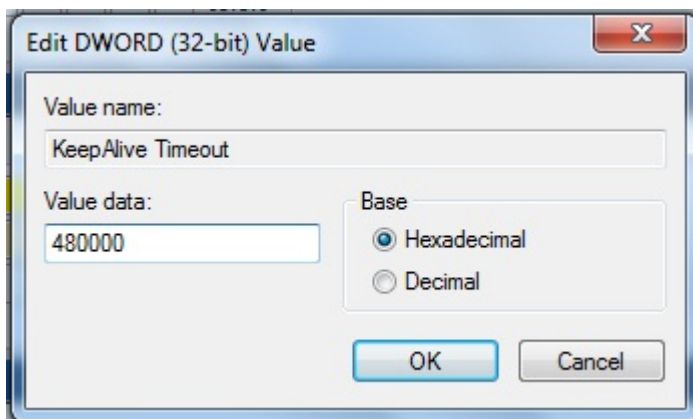 Edit DWORD (32-bit) Value
Value name:
KeepAlive Timeout
Value data:
480000
Base
Hexadecimal
Decimal
OK
Cancel